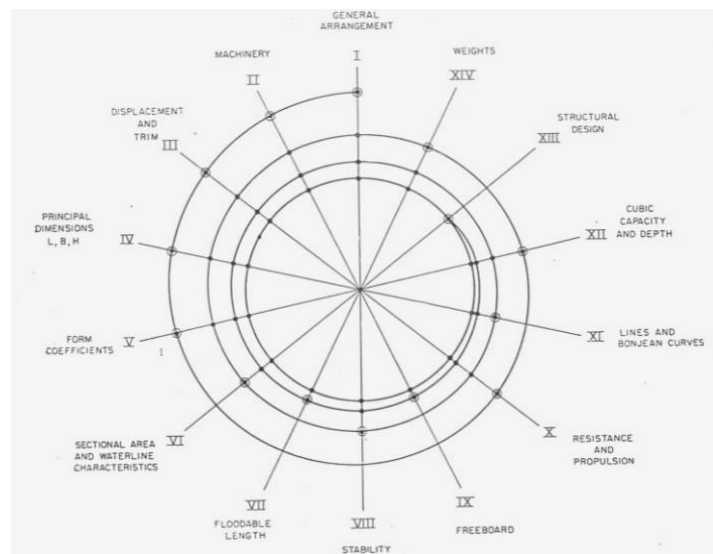 GENERAL
ARRANGEMENT
I
MACHINERY
II
DISPLACEMENT
AND
TRIM
III
PRINCIPAL
DIMENSIONS
L, B, H
IV
FORM
COEFFICIENTS
V
SECTIONAL AREA
AND WATERLINE
CHARACTERISTICS
VI
VII
FLOODABLE
LENGTH
VIII
STABILITY
IX
FREEBOARD
X
RESISTANCE
AND
PROPULSION
XI
LINES AND
BONJEAN CURVES
XII
CUBIC
CAPACITY
AND DEPTH
XIII
STRUCTURAL
DESIGN
XIV
WEIGHTS